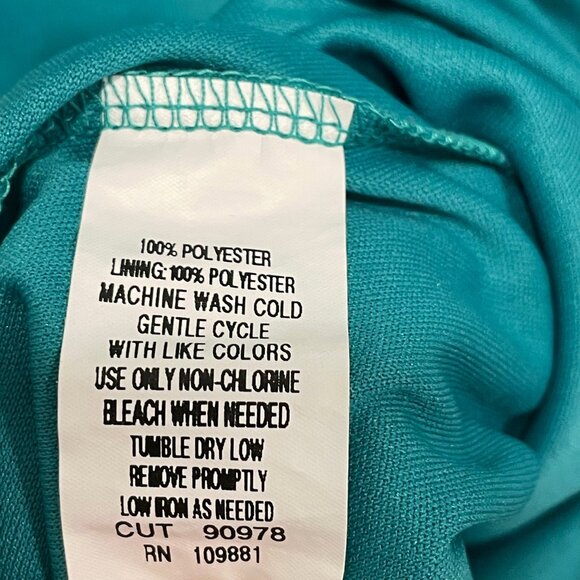 100% POLYESTER
LINING: 100% POLYESTER
MACHINE WASH COLD
GENTLE CYCLE
WITH LIKE COLORS
USE ONLY NON-CHLORINE
BLEACH WHEN NEEDED
TUMBLE DRY LOW
REMOVE PROMPTLY
LOW IRON AS NEEDED
CUT 90978
RN 109881